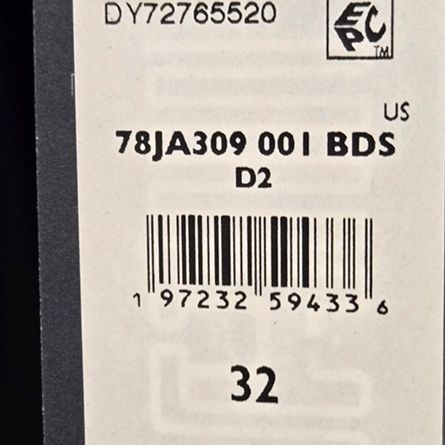 DY72765520
EPC
TM
US
78JA309 001 BDS
D2
1 97232 59433 6
32